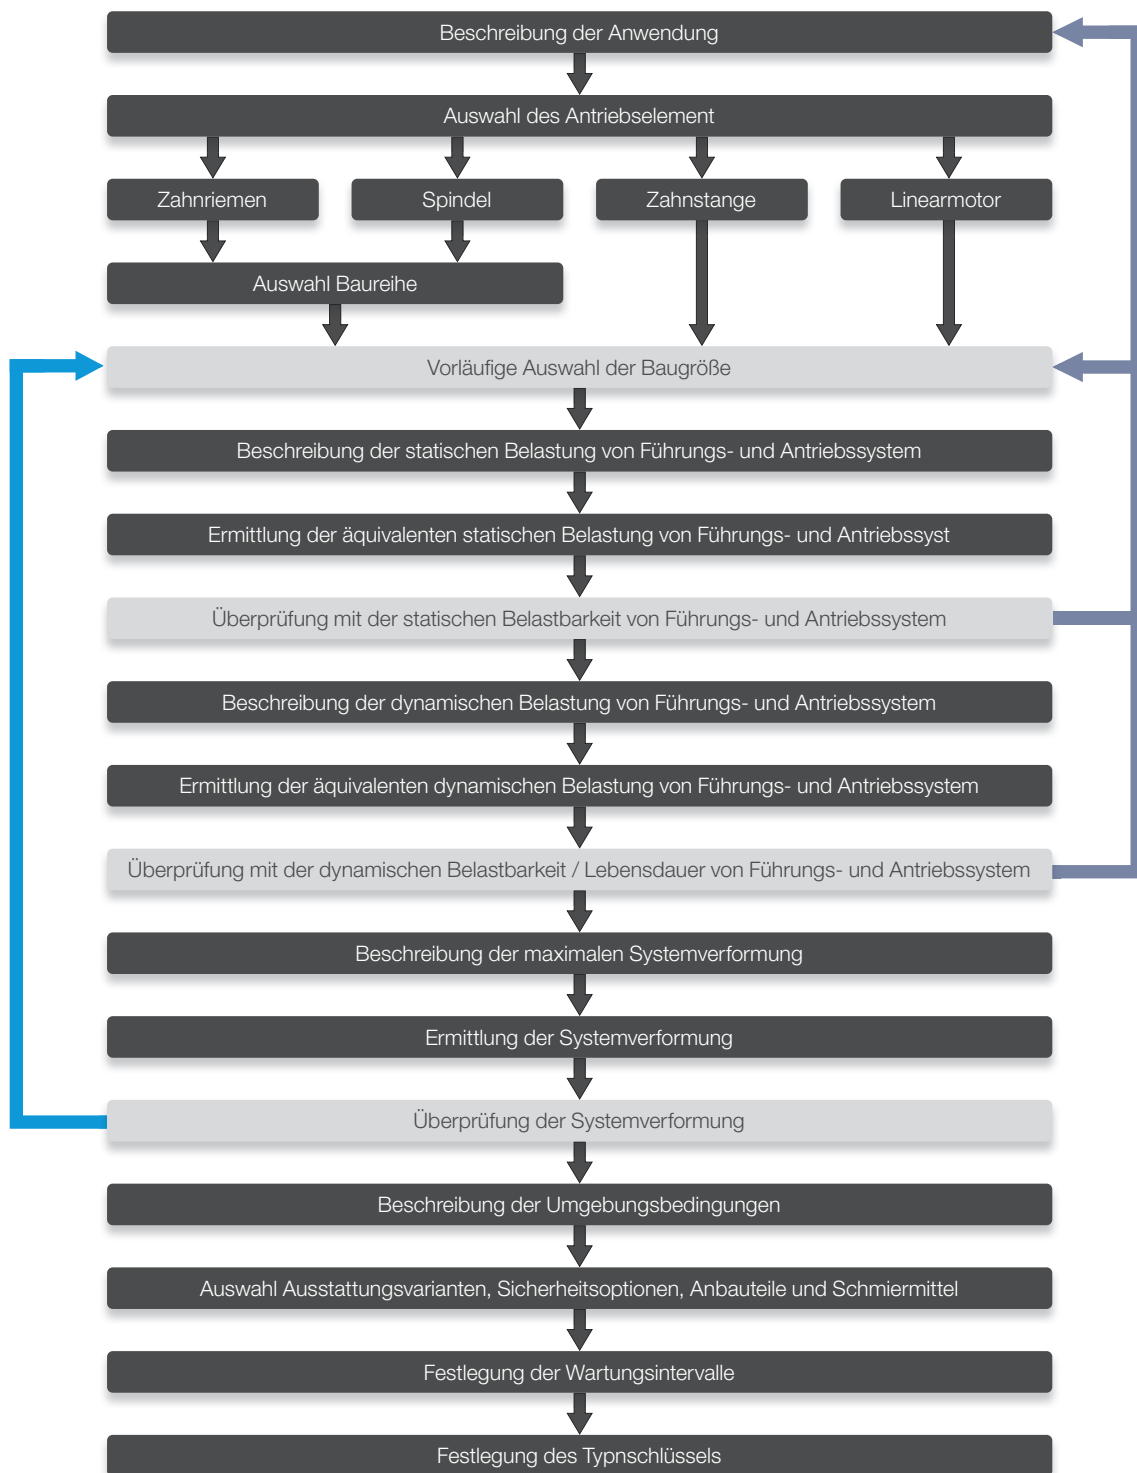 Beschreibung der Anwendung
Auswahl des Antriebselement
Zahnriemen
Spindel
Zahnstange
Linearmotor
Auswahl Baureihe
Vorläufige Auswahl der Baugröße
Beschreibung der statischen Belastung von Führungs- und Antriebssystem
Ermittlung der äquivalenten statischen Belastung von Führungs- und Antriebssyst
Überprüfung mit der statischen Belastbarkeit von Führungs- und Antriebssystem
Beschreibung der dynamischen Belastung von Führungs- und Antriebssystem
Ermittlung der äquivalenten dynamischen Belastung von Führungs- und Antriebssystem
Überprüfung mit der dynamischen Belastbarkeit / Lebensdauer von Führungs- und Antriebssystem
Beschreibung der maximalen Systemverformung
Ermittlung der Systemverformung
Überprüfung der Systemverformung
Beschreibung der Umgebungsbedingungen
Auswahl Ausstattungsvarianten, Sicherheitsoptionen, Anbauteile und Schmiermittel
Festlegung der Wartungsintervalle
Festlegung des Typnschlüssels